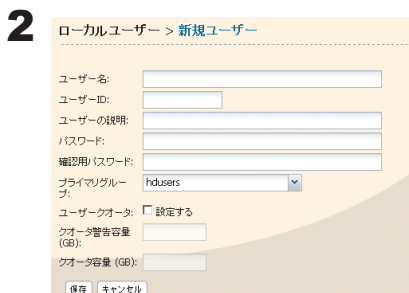 2
ローカルユーザー > 新規ユーザー
ユーザー名:
ユーザーID:
ユーザーの説明:
パスワード:
確認用パスワード:
プライマリグルー
プ: hdusers
ユーザークオータ: 設定する
クオータ警告容量
(GB):
クオータ容量 (GB):
保存 キャンセル